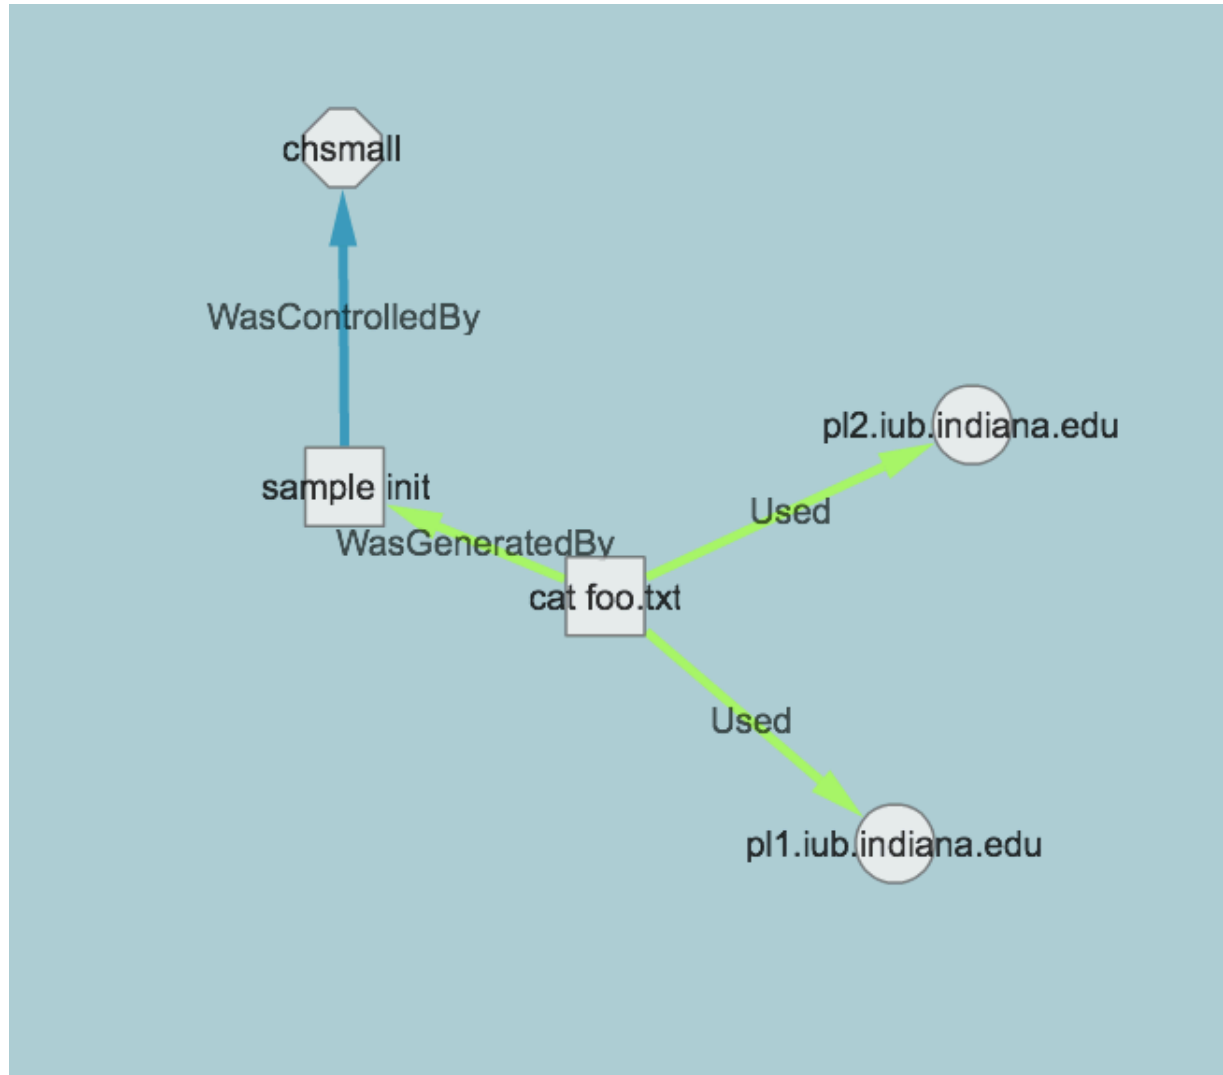 chsmall
WasControlledBy
pl2.iub.indiana.edu
sample init
Used
WasGeneratedBy
cat foo.txt
Used
pl1.iub.indiana.edu